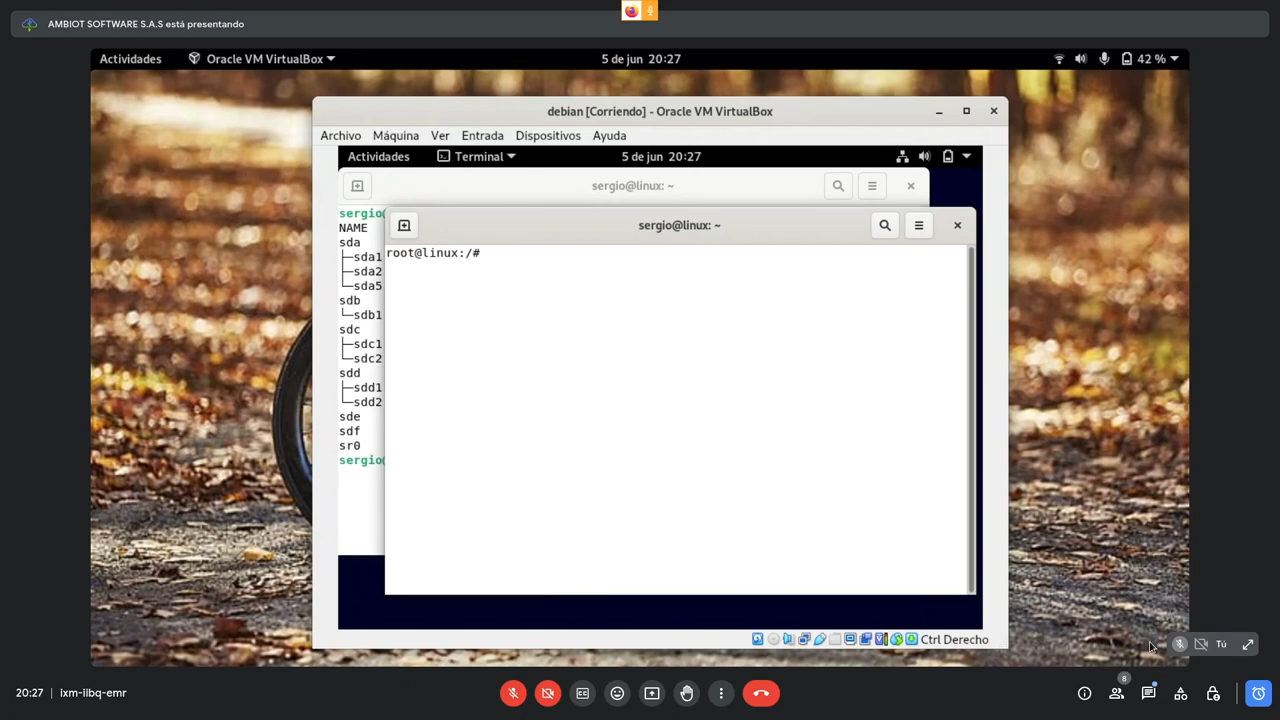 AMBIOT SOFTWARE S.A.S está presentando
Actividades Oracle VM VirtualBox 5 de jun 20:27 42 %
debian [Corriendo] - Oracle VM VirtualBox
Archivo Máquina Ver Entrada Dispositivos Ayuda
Actividades Terminal 5 de jun 20:27
sergio@linux: ~
sergio@linux: ~
sergio@
NAME
sda
├─sda1
├─sda2
└─sda5
sdb
└─sdb1
sdc
├─sdc1
└─sdc2
sdd
├─sdd1
└─sdd2
sde
sdf
sr0
sergio@
root@linux:/#
Ctrl Derecho
Tú
20:27 | ixm-iibq-emr
8